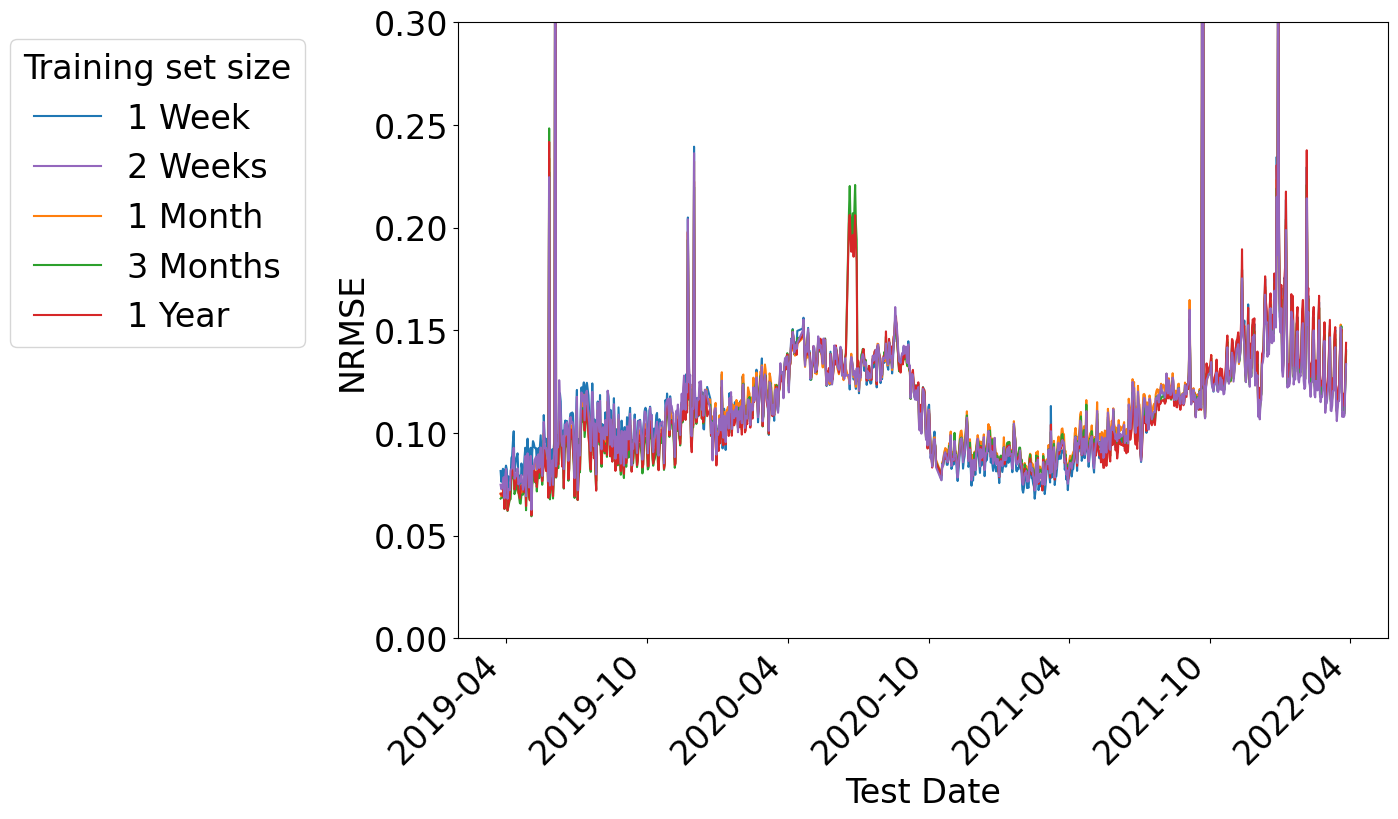 Training set size
1 Week
2 Weeks
1 Month
3 Months
1 Year
NRMSE
0.30
0.25
0.20
0.15
0.10
0.05
0.00
2019-04
2019-10
2020-04
2020-10
2021-04
2021-10
2022-04
Test Date